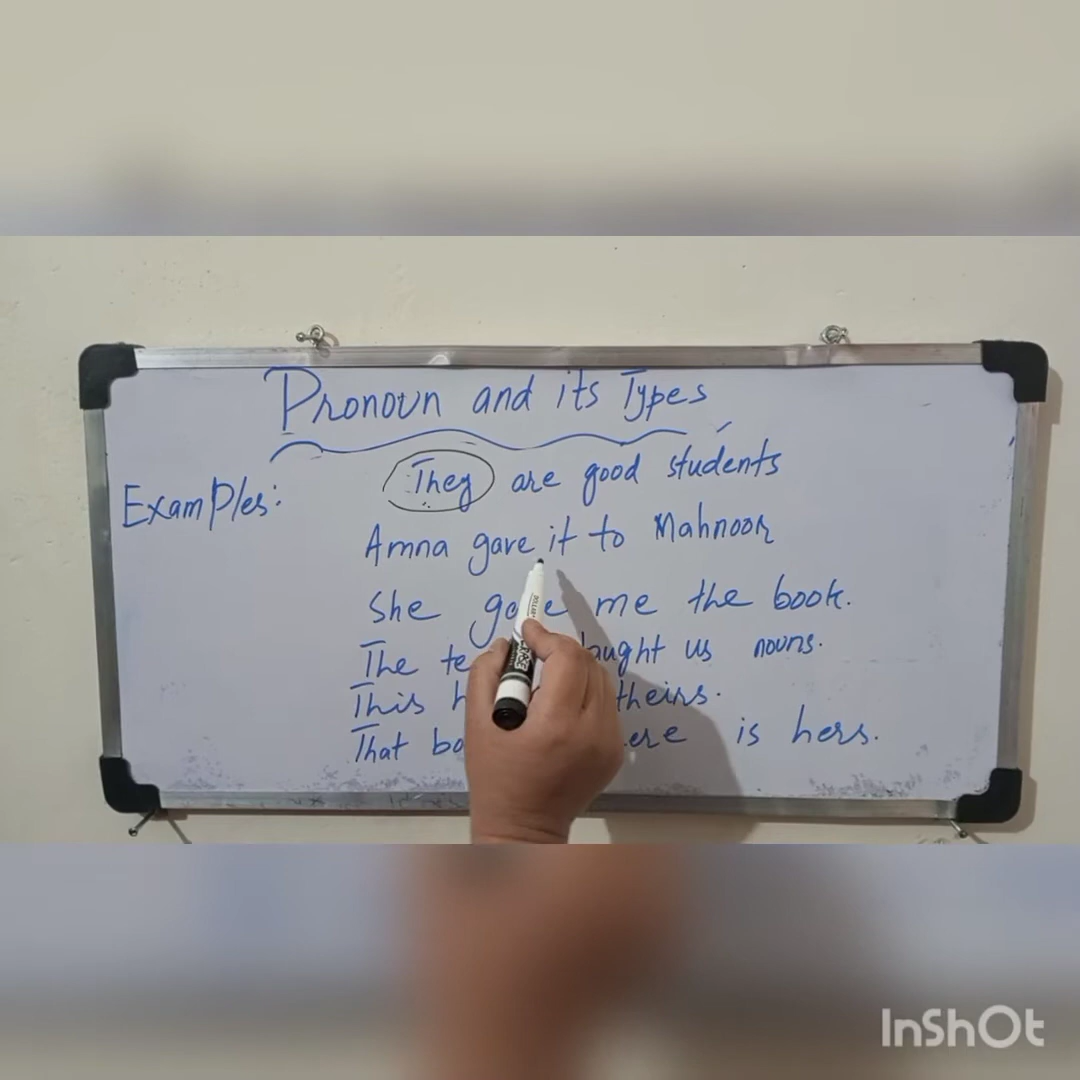 Pronoun and its Types
Examples:
They are good students
Amna gave it to Mahnoor
She me the book.
The taught us nouns.
This theirs.
That is hers.
InShOt